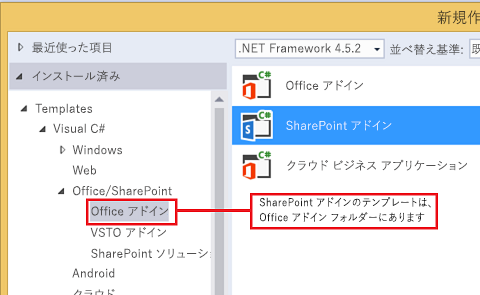 新規作
最近使った項目
.NET Framework 4.5.2
並べ替え基準:
インストール済み
Templates
Visual C#
Windows
Web
Office/SharePoint
Office アドイン
VSTO アドイン
SharePoint ソリューシ
Android
クラウド
C#
Office アドイン
C#
SharePoint アドイン
C#
クラウド ビジネス アプリケーション
SharePoint アドインのテンプレートは、
Office アドイン フォルダーにあります